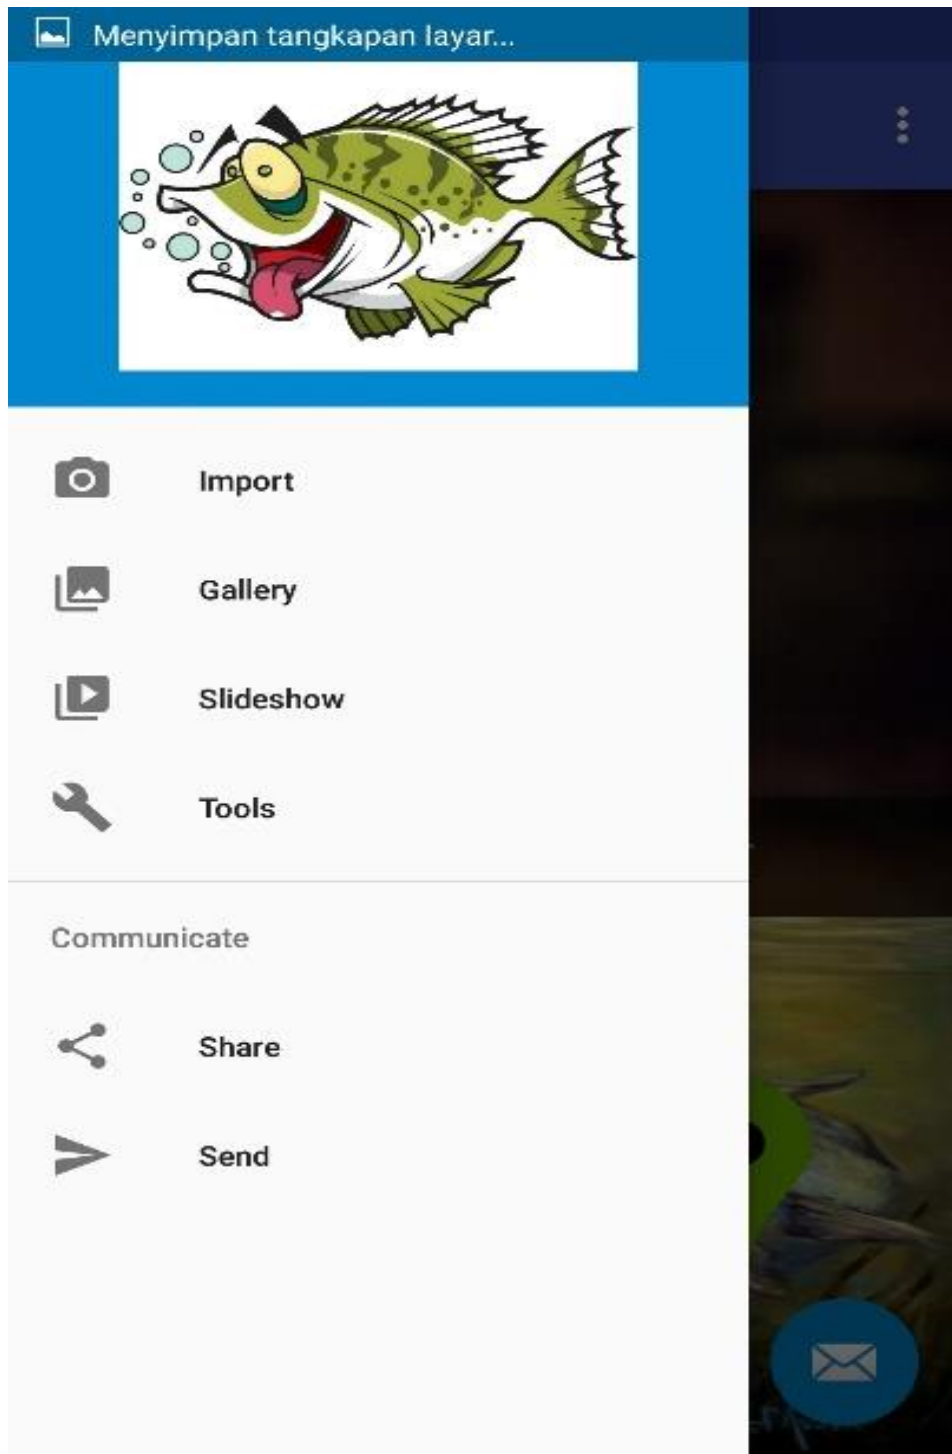 Menyimpan tangkapan layar...
Import
Gallery
Slideshow
Tools
Communicate
Share
Send